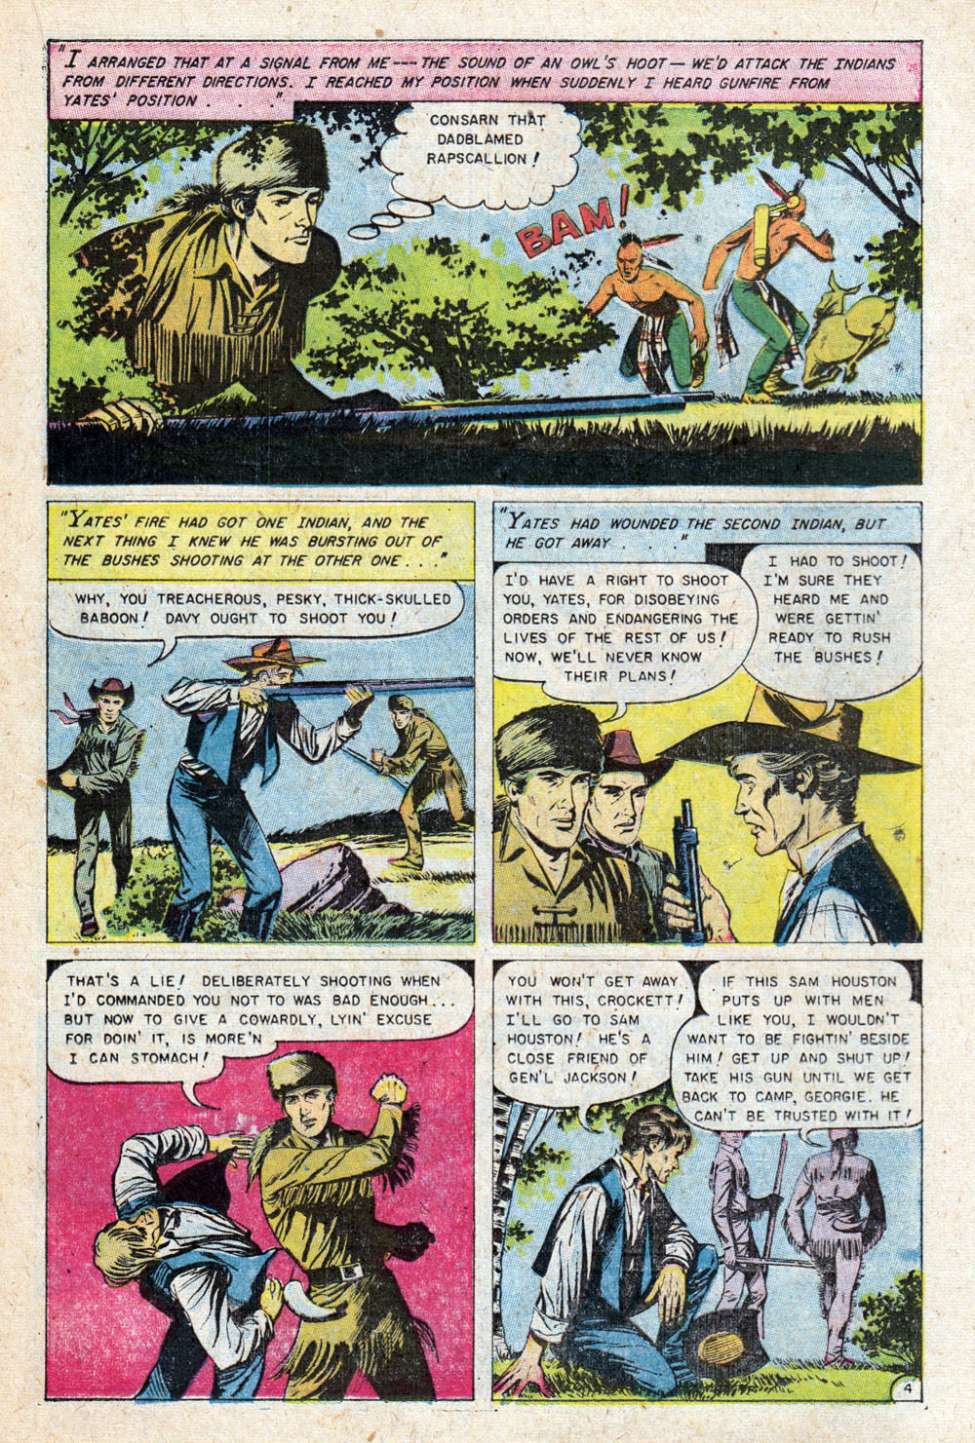 "I ARRANGED THAT AT A SIGNAL FROM ME--- THE SOUND OF AN OWL'S HOOT— WE'D ATTACK THE INDIANS
FROM DIFFERENT DIRECTIONS. I REACHED MY POSITION WHEN SUDDENLY I HEARD GUNFIRE FROM
YATES' POSITION . . . ."
CONSARN THAT
DADBLAMED
RAPSCALLION!
BAM!
"YATES' FIRE HAD GOT ONE INDIAN, AND THE
NEXT THING I KNEW HE WAS BURSTING OUT OF
THE BUSHES SHOOTING AT THE OTHER ONE . . ."
WHY, YOU TREACHEROUS, PESKY, THICK-SKULLED
BABOON! DAVY OUGHT TO SHOOT YOU!
"YATES HAD WOUNDED THE SECOND INDIAN, BUT
HE GOT AWAY . . . ."
I'D HAVE A RIGHT TO SHOOT
YOU, YATES, FOR DISOBEYING
ORDERS AND ENDANGERING THE
LIVES OF THE REST OF US!
NOW, WE'LL NEVER KNOW
THEIR PLANS!
I HAD TO SHOOT!
I'M SURE THEY
HEARD ME AND
WERE GETTIN'
READY TO RUSH
THE BUSHES!
THAT'S A LIE! DELIBERATELY SHOOTING WHEN
I'D COMMANDED YOU NOT TO WAS BAD ENOUGH...
BUT NOW TO GIVE A COWARDLY, LYIN' EXCUSE
FOR DOIN' IT, IS MORE'N
I CAN STOMACH!
YOU WON'T GET AWAY
WITH THIS, CROCKETT!
I'LL GO TO SAM
HOUSTON! HE'S A
CLOSE FRIEND OF
GEN'L JACKSON!
IF THIS SAM HOUSTON
PUTS UP WITH MEN
LIKE YOU, I WOULDN'T
WANT TO BE FIGHTIN' BESIDE
HIM! GET UP AND SHUT UP!
TAKE HIS GUN UNTIL WE GET
BACK TO CAMP, GEORGIE. HE
CAN'T BE TRUSTED WITH IT!
4